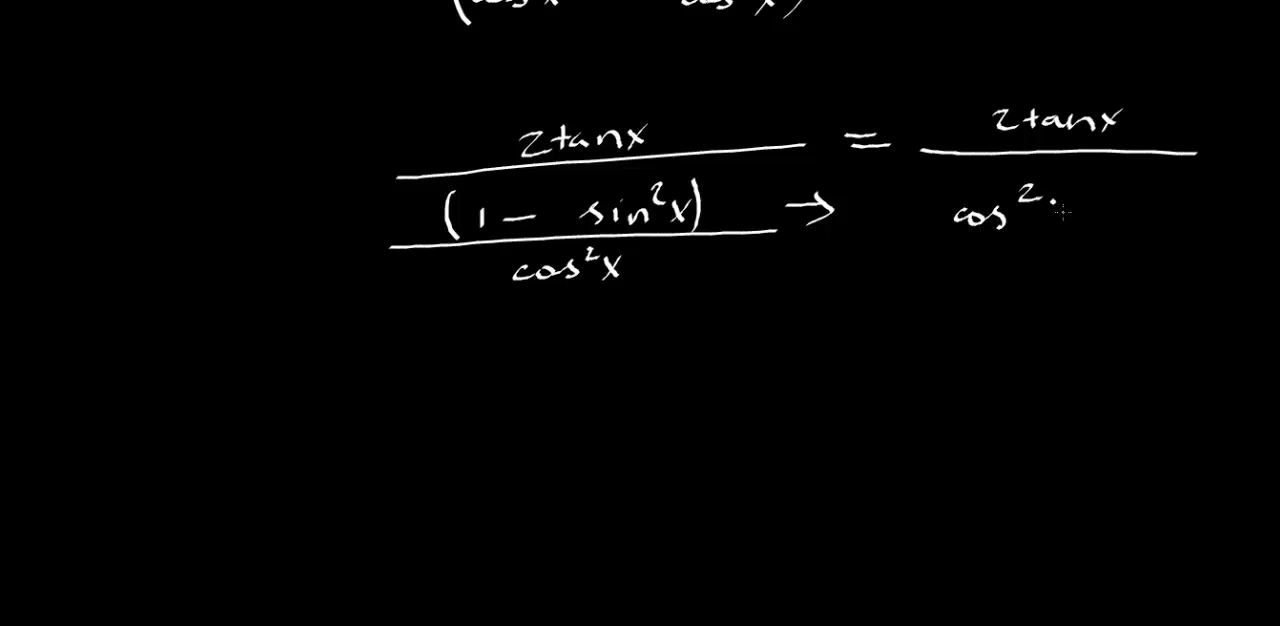 2tanx / ((1 - sin²x) / cos²x) → = 2tanx / cos²